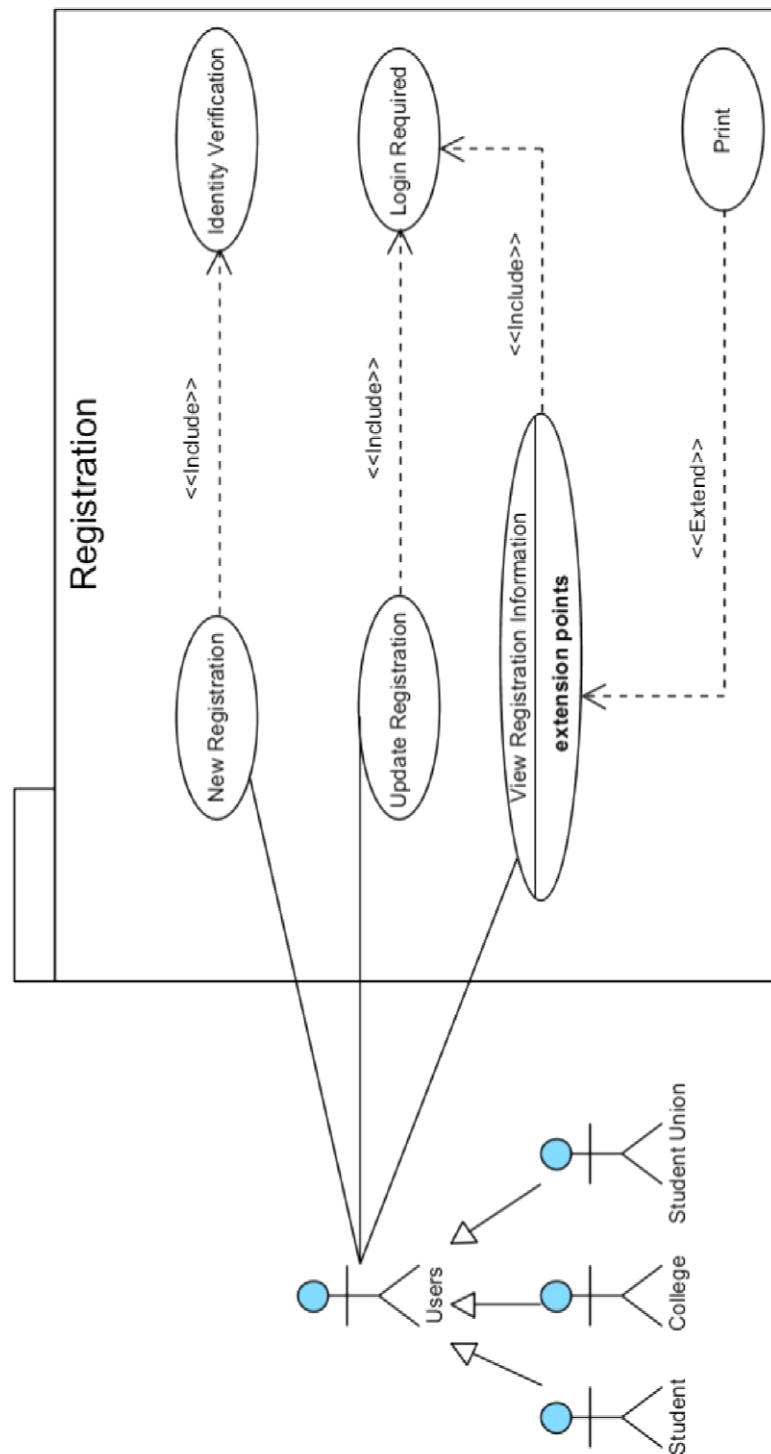 Registration
New Registration
<<Include>>
Identity Verification
Users
Update Registration
<<Include>>
Login Required
View Registration Information
extension points
<<Include>>
Student
College
Student Union
<<Extend>>
Print